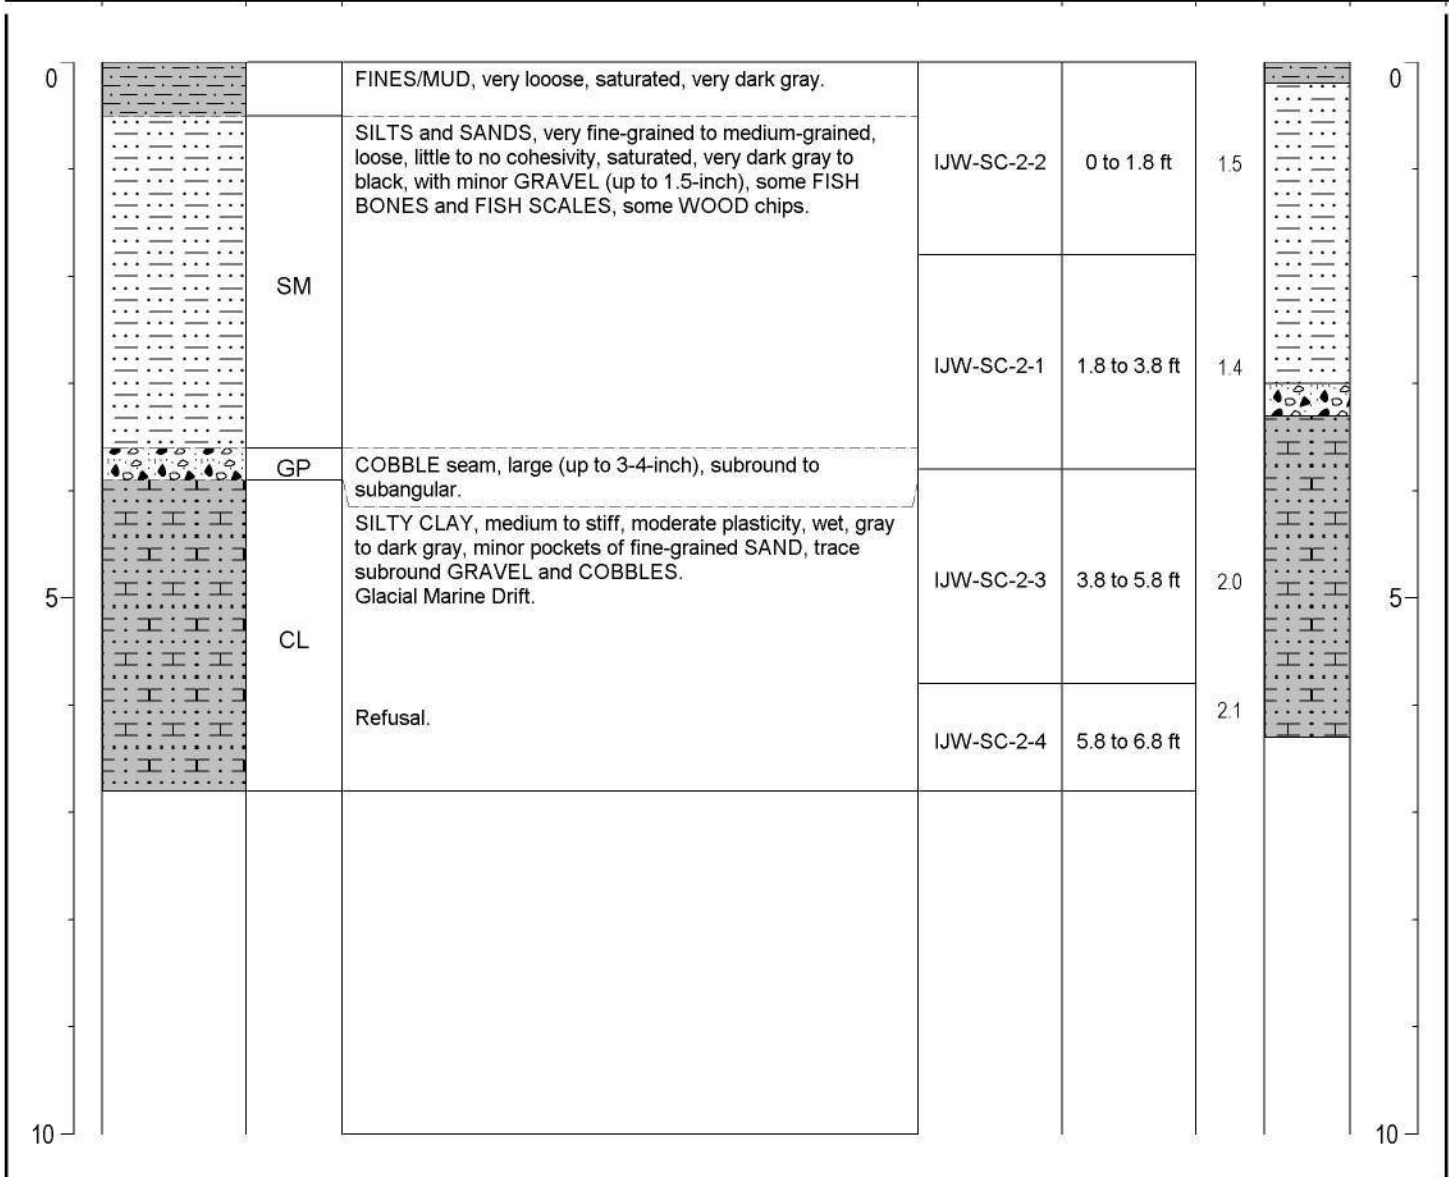 0
FINES/MUD, very looose, saturated, very dark gray.
0
SILTS and SANDS, very fine-grained to medium-grained,
loose, little to no cohesivity, saturated, very dark gray to
black, with minor GRAVEL (up to 1.5-inch), some FISH
BONES and FISH SCALES, some WOOD chips.
IJW-SC-2-2
0 to 1.8 ft
1.5
SM
IJW-SC-2-1
1.8 to 3.8 ft
1.4
GP
COBBLE seam, large (up to 3-4-inch), subround to
subangular.
SILTY CLAY, medium to stiff, moderate plasticity, wet, gray
to dark gray, minor pockets of fine-grained SAND, trace
subround GRAVEL and COBBLES.
Glacial Marine Drift.
IJW-SC-2-3
3.8 to 5.8 ft
2.0
5
5
CL
Refusal.
2.1
IJW-SC-2-4
5.8 to 6.8 ft
10
10